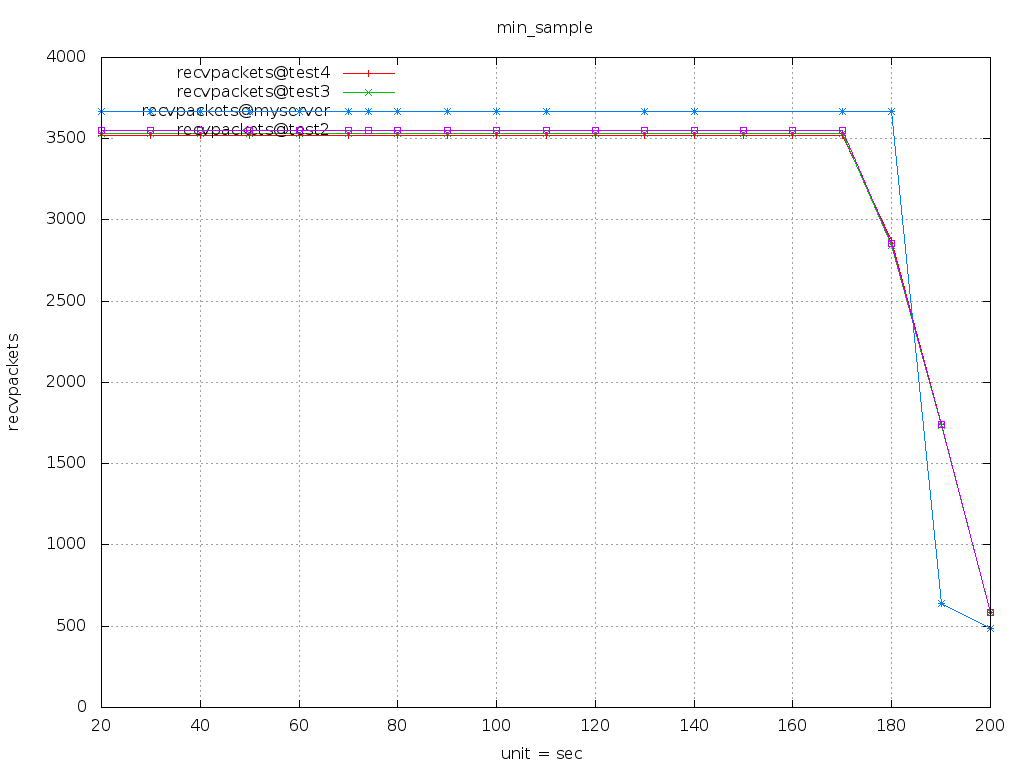 min_sample
4000
3500
3000
2500
2000
1500
1000
500
0
recvpackets@test4
recvpackets@test3
recvpackets@myserver
recvpackets@test2
recvpackets
20 40 60 80 100 120 140 160 180 200
unit = sec